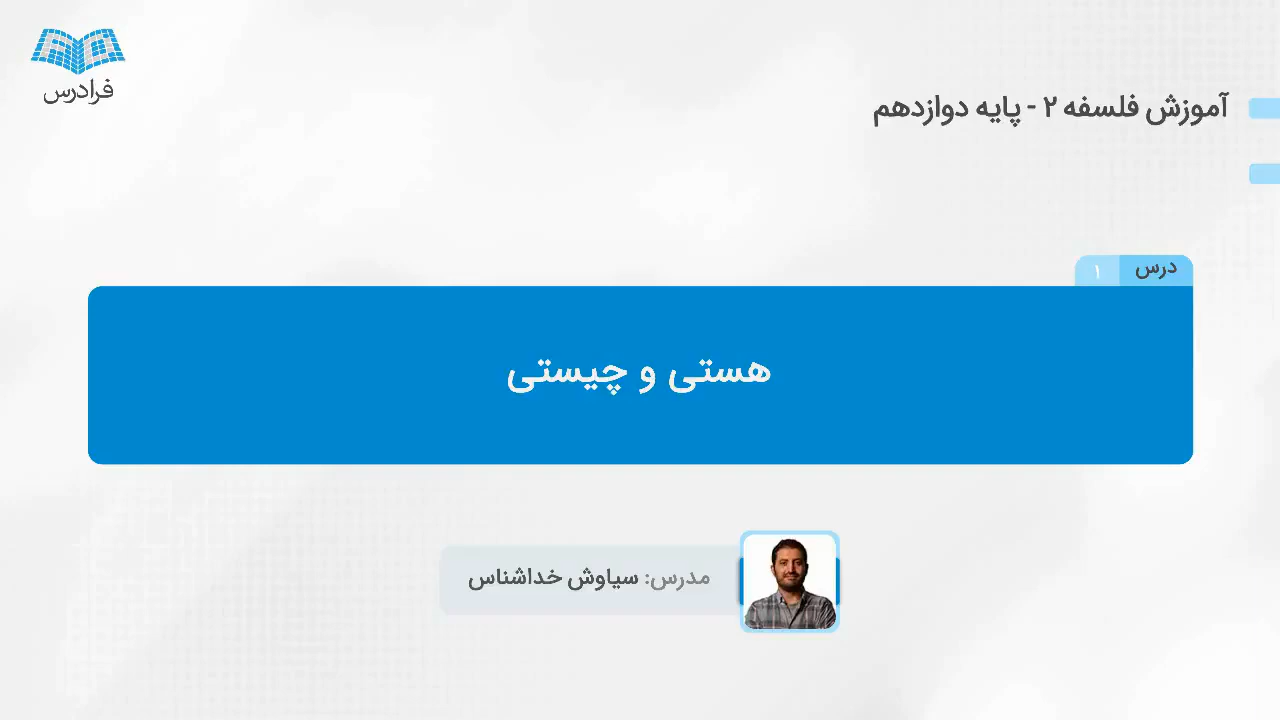 فرادرس
آموزش فلسفه ۲ - پایه دوازدهم
درس ۱
هستی و چیستی
مدرس: سیاوش خداشناس